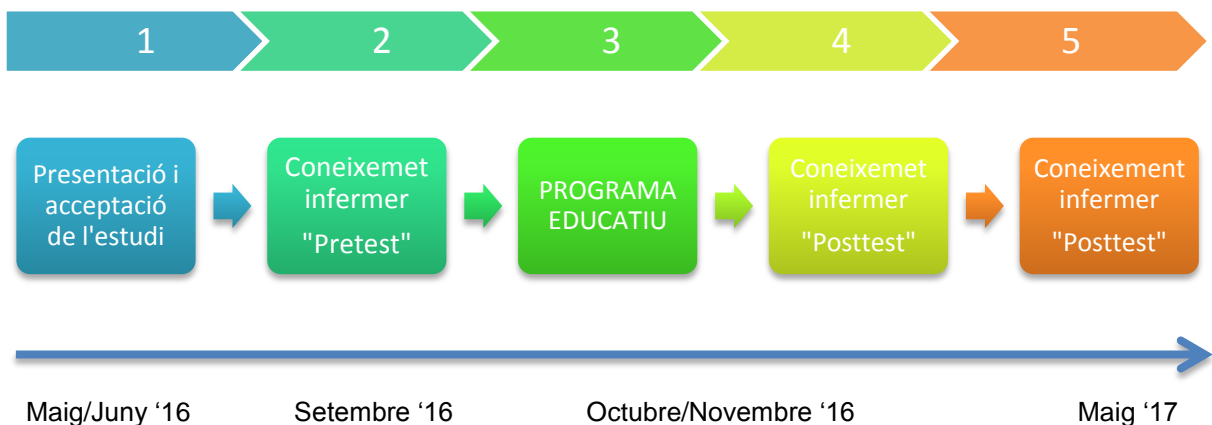 1
2
3
4
5
Presentació i
acceptació
de l'estudi
Coneixemet
infermer
"Pretest"
PROGRAMA
EDUCATIU
Coneixemet
infermer
"Posttest"
Coneixement
infermer
"Posttest"
Maig/Juny ‘16
Setembre ‘16
Octubre/Novembre ‘16
Maig ‘17